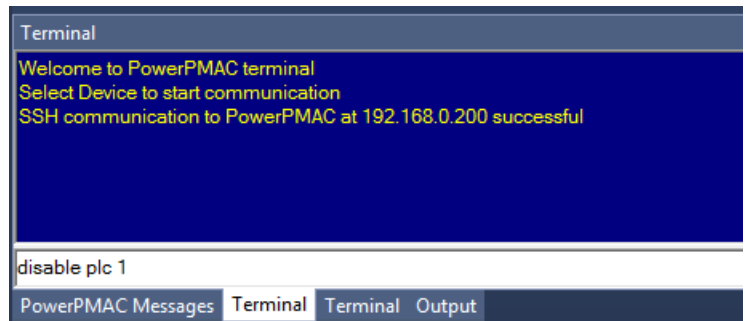 Terminal
Welcome to PowerPMAC terminal
Select Device to start communication
SSH communication to PowerPMAC at 192.168.0.200 successful
disable plc 1
PowerPMAC Messages Terminal Terminal Output